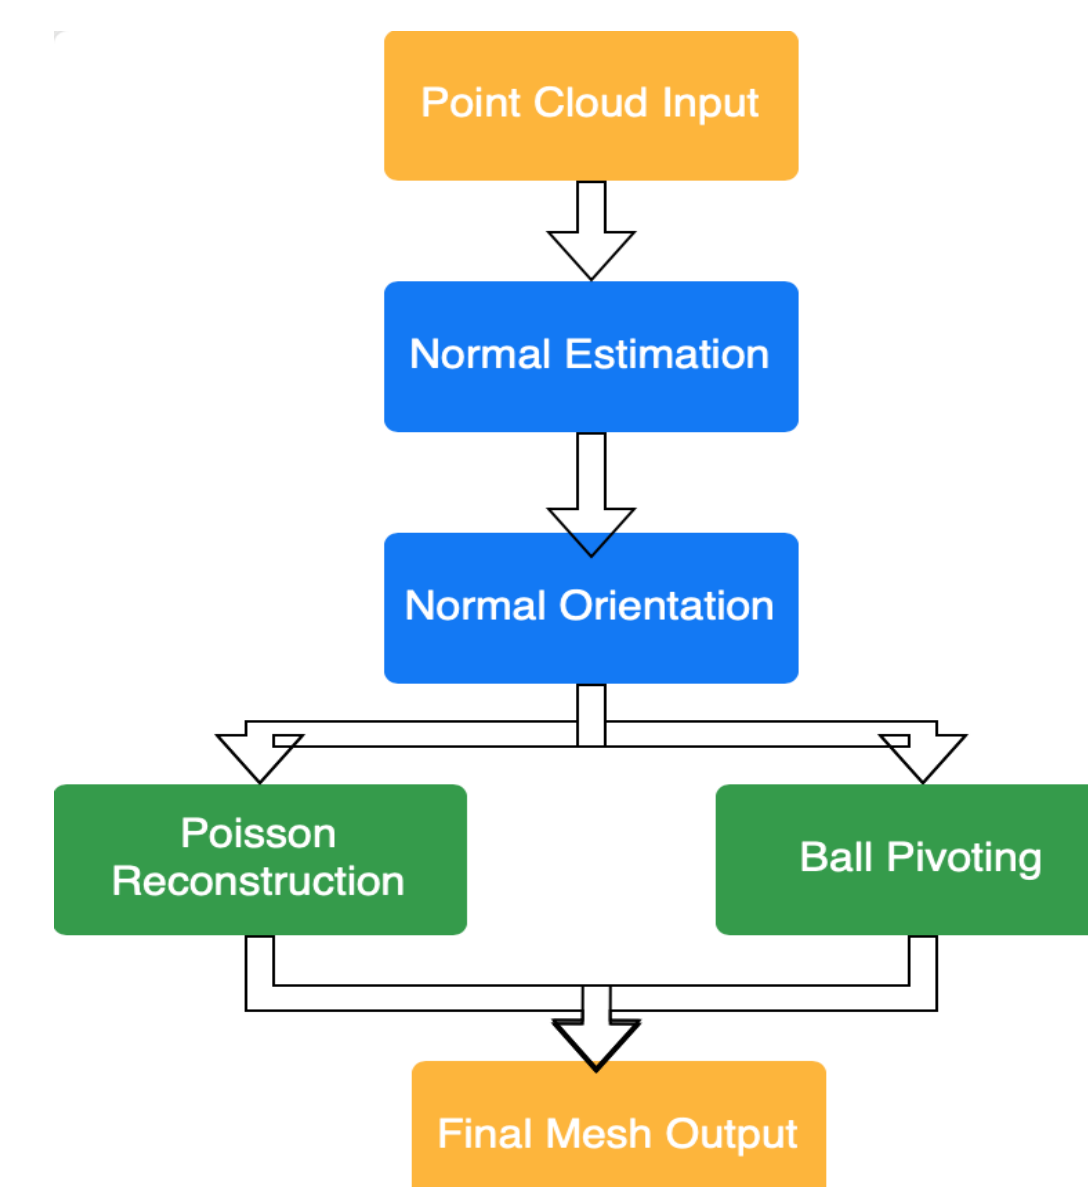 Point Cloud Input
Normal Estimation
Normal Orientation
Poisson
Reconstruction
Ball Pivoting
Final Mesh Output